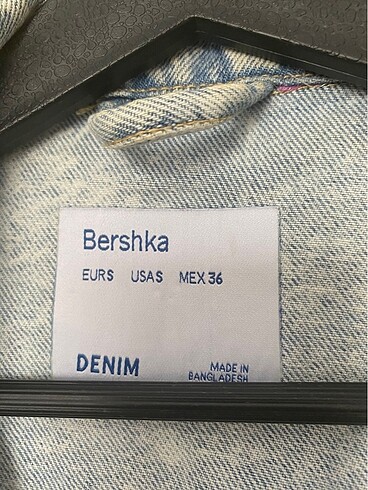 Bershka
EUR S USA S MEX 36
DENIM
MADE IN
BANGLADESH